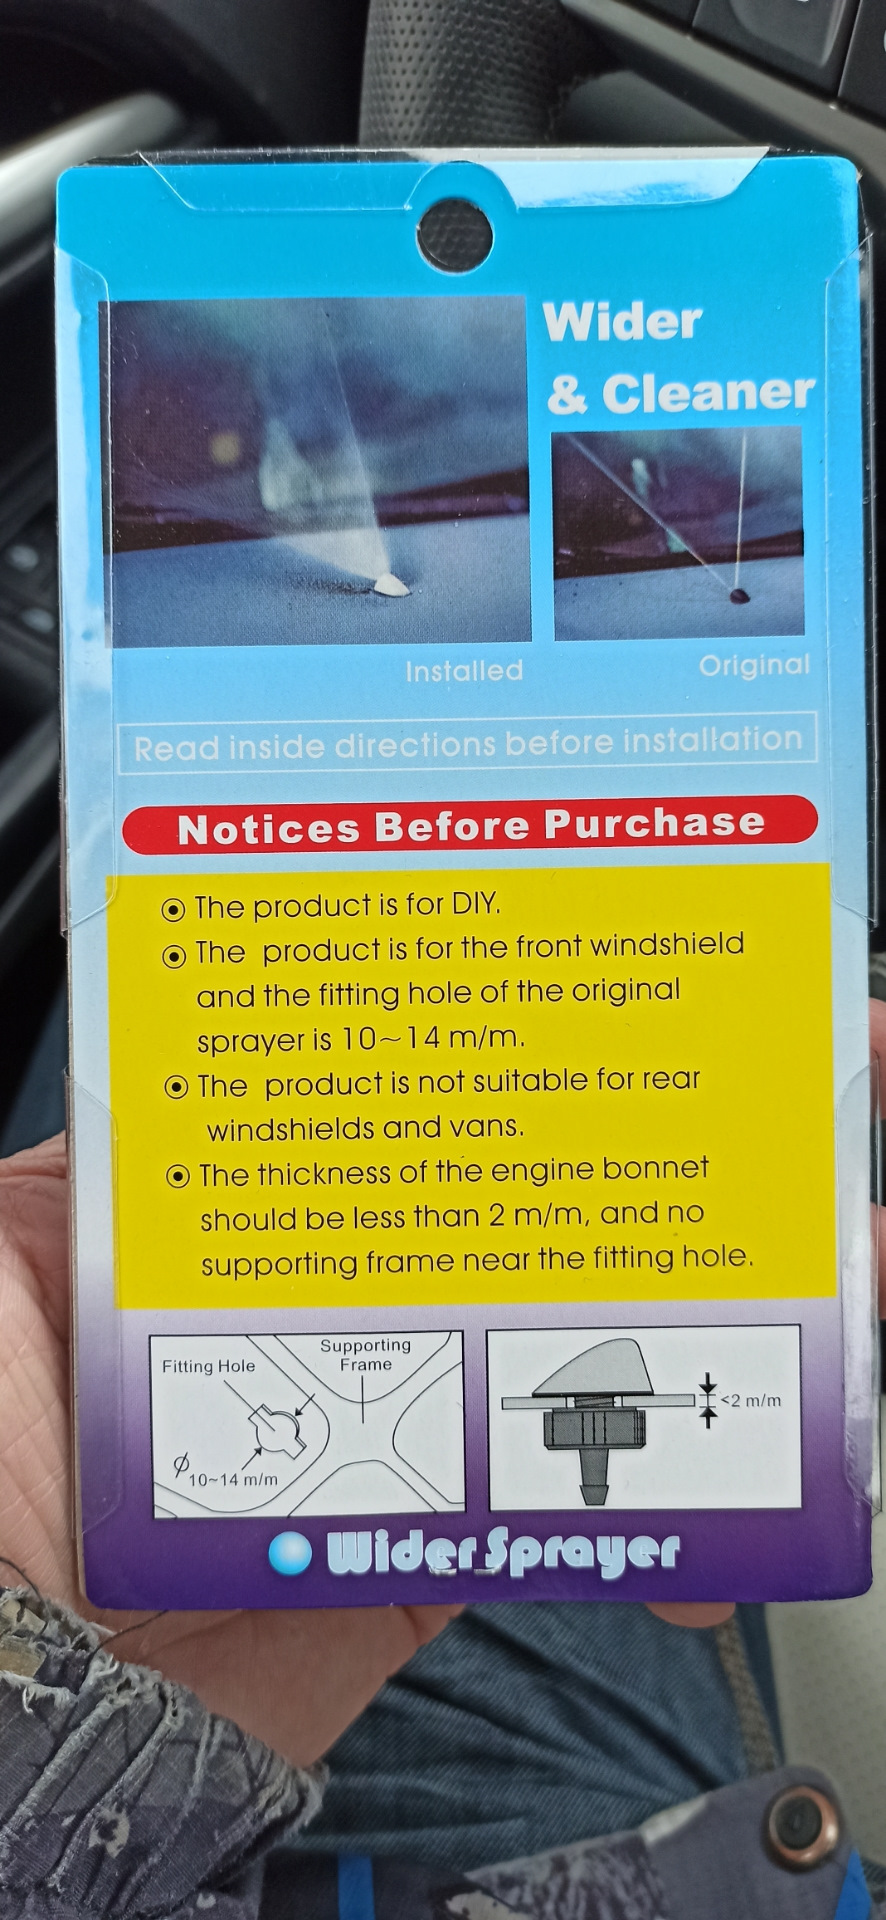 Wider
& Cleaner
Installed
Original
Read inside directions before installation
Notices Before Purchase
The product is for DIY.
The product is for the front windshield
and the fitting hole of the original
sprayer is 10~14 m/m.
The product is not suitable for rear
windshields and vans.
The thickness of the engine bonnet
should be less than 2 m/m, and no
supporting frame near the fitting hole.
Fitting Hole
Supporting
Frame
ϕ 10~14 m/m
<2 m/m
Wider Sprayer